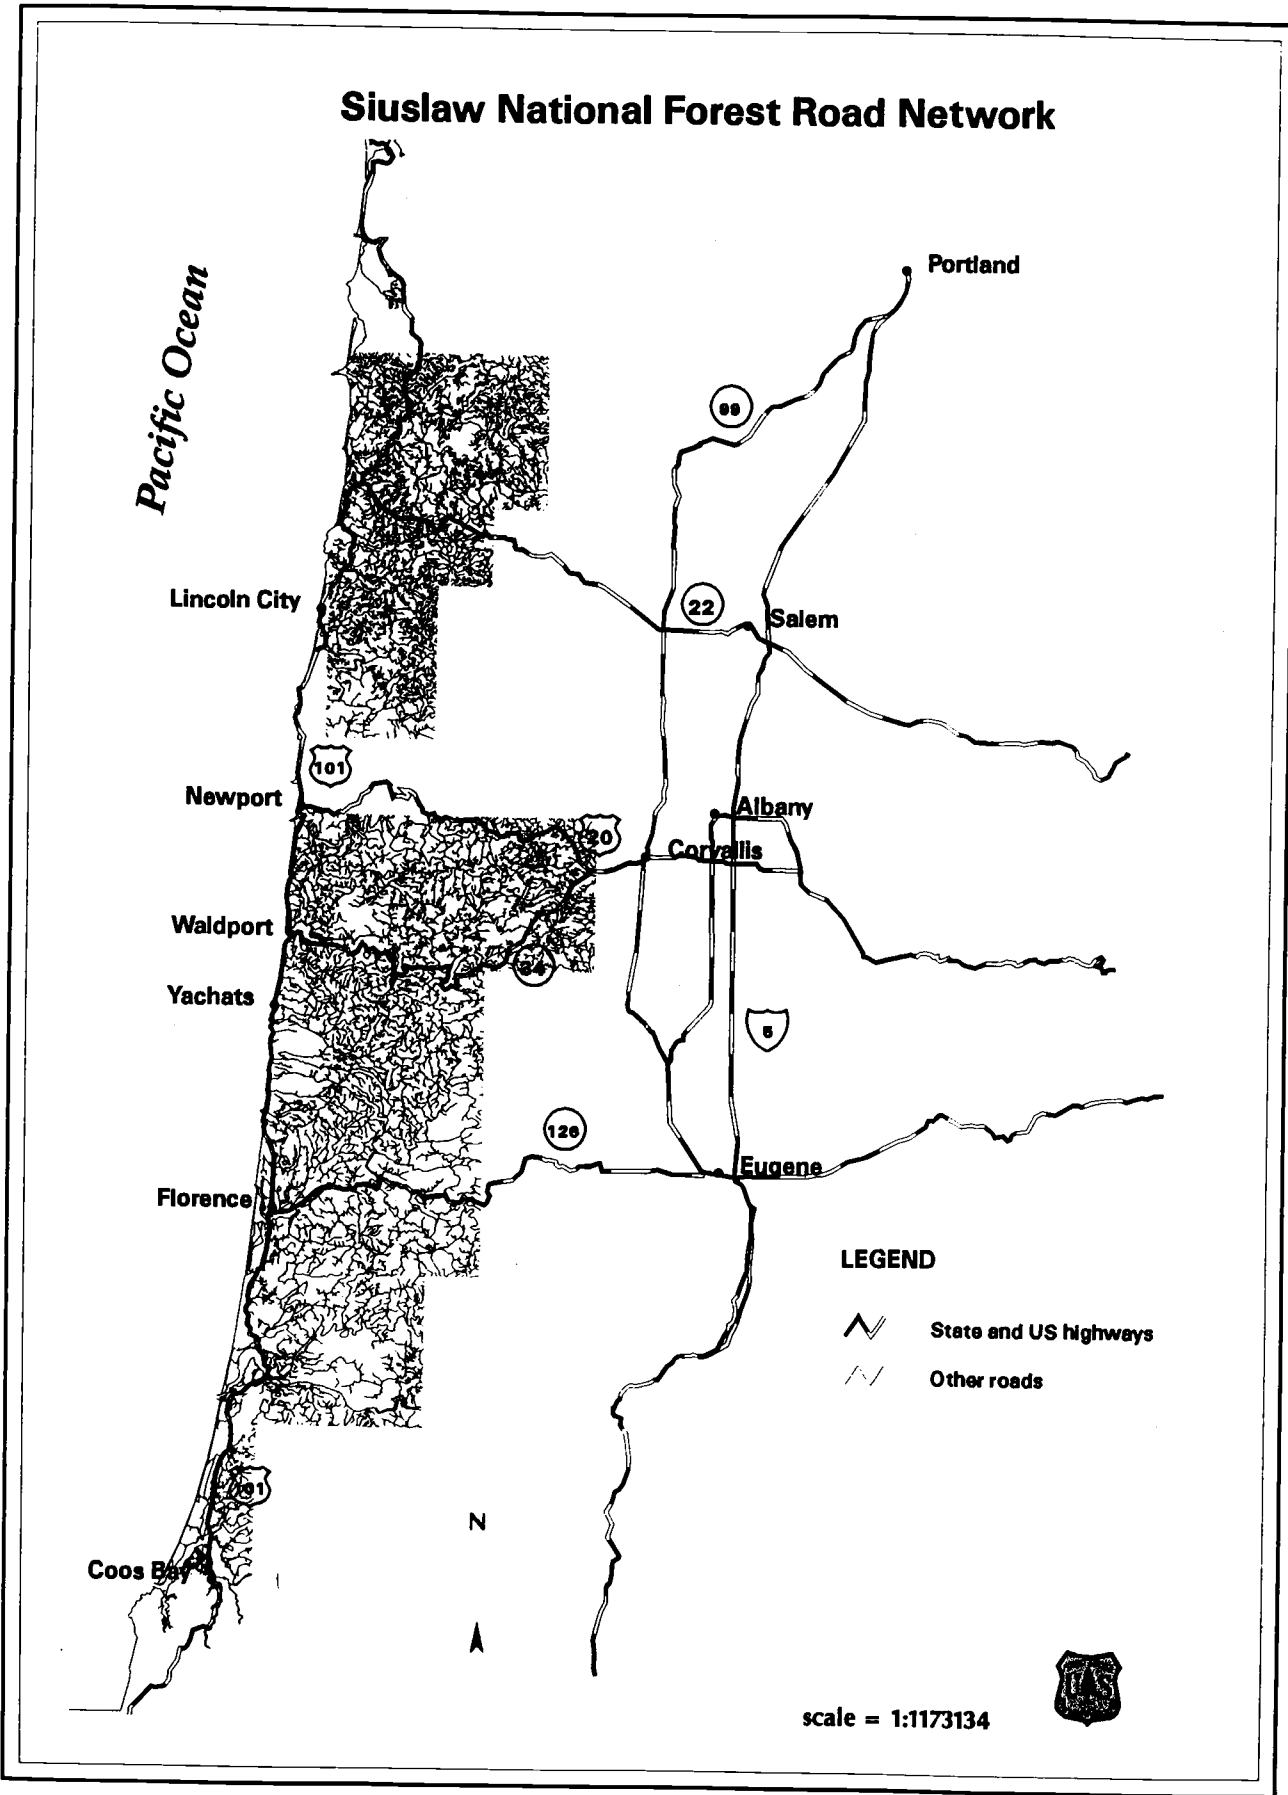 Siuslaw National Forest Road Network
Portland
Pacific Ocean
99
Lincoln City
22
Salem
101
Newport
Albany
20
Corvallis
Waldport
34
Yachats
5
126
Eugene
Florence
LEGEND
State and US highways
Other roads
101
N
Coos Bay
US
scale = 1:1173134